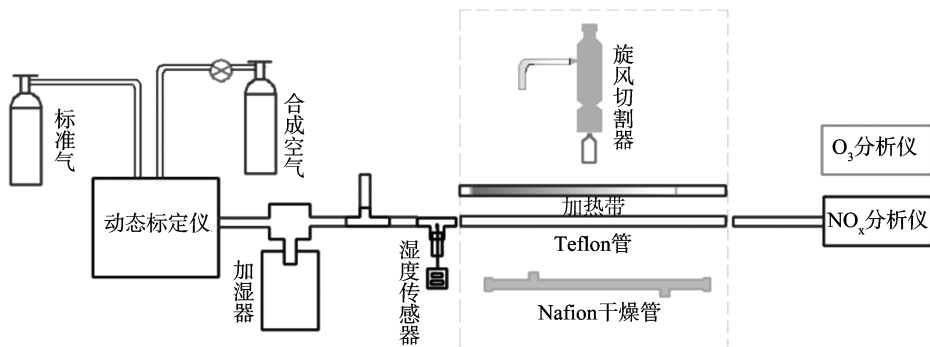 标准气
合成空气
动态标定仪
加湿器
湿度传感器
旋风切割器
加热带
Teflon管
Nafion干燥管
O₃分析仪
NOₓ分析仪